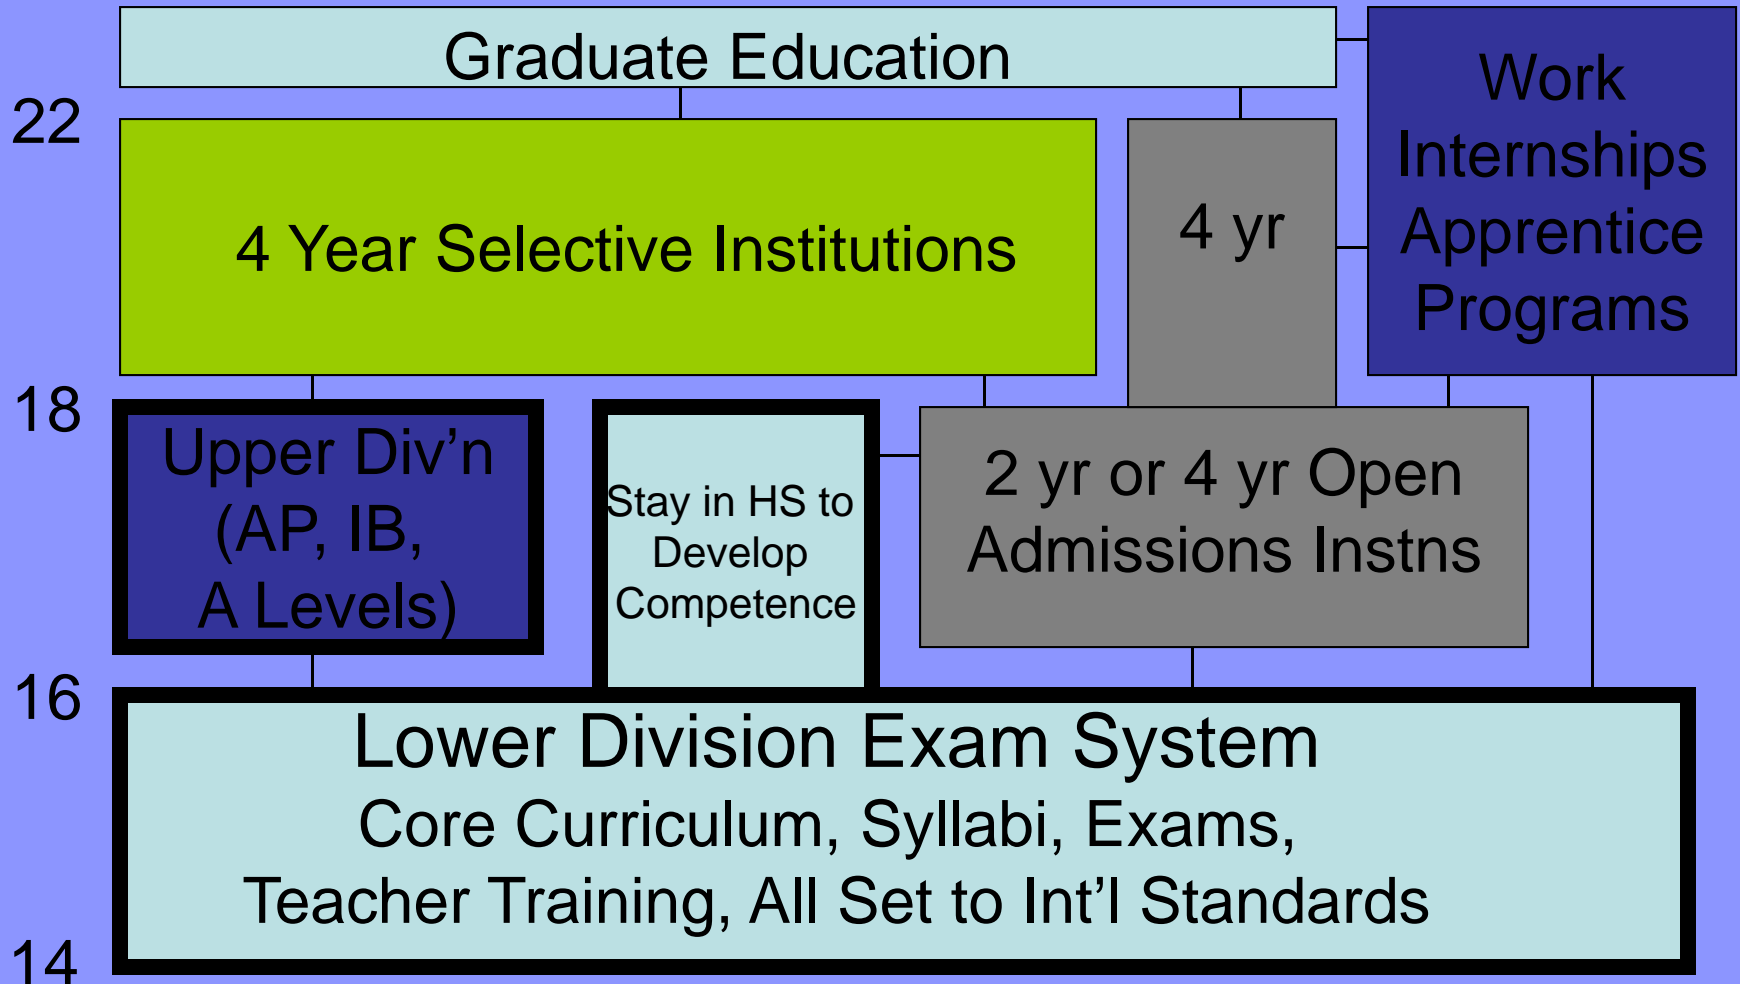 Graduate Education
22
4 Year Selective Institutions
4 yr
Work
Internships
Apprentice
Programs
18
Upper Div’n
(AP, IB,
A Levels)
Stay in HS to
Develop
Competence
2 yr or 4 yr Open
Admissions Instns
16
Lower Division Exam System
Core Curriculum, Syllabi, Exams,
Teacher Training, All Set to Int’l Standards
14